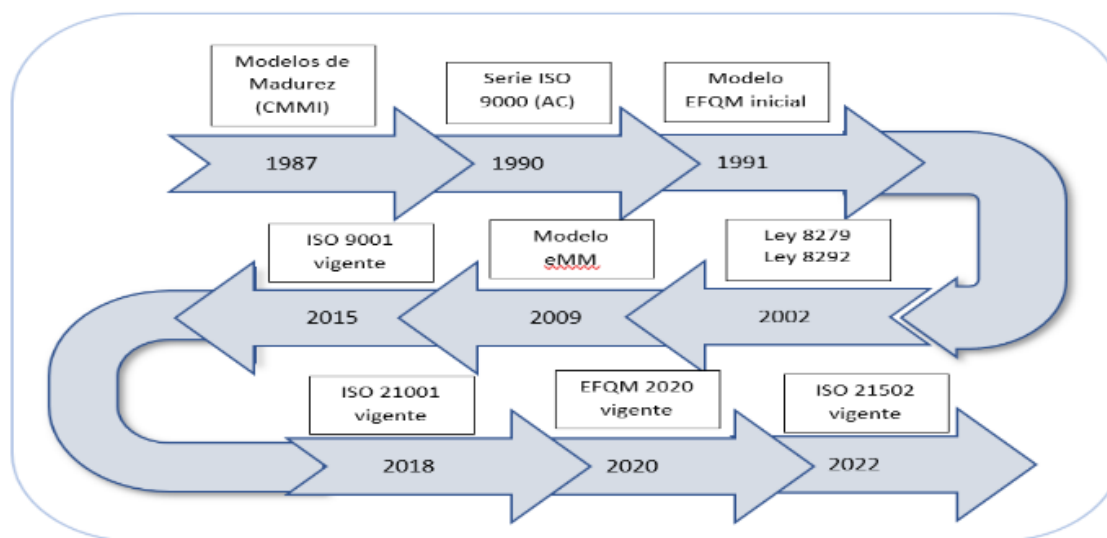 Modelos de
Madurez
(CMMI)
Serie ISO
9000 (AC)
Modelo
EFQM inicial
1987
1990
1991
Ley 8279
Ley 8292
Modelo
eMM
ISO 9001
vigente
2002
2009
2015
ISO 21001
vigente
EFQM 2020
vigente
ISO 21502
vigente
2018
2020
2022